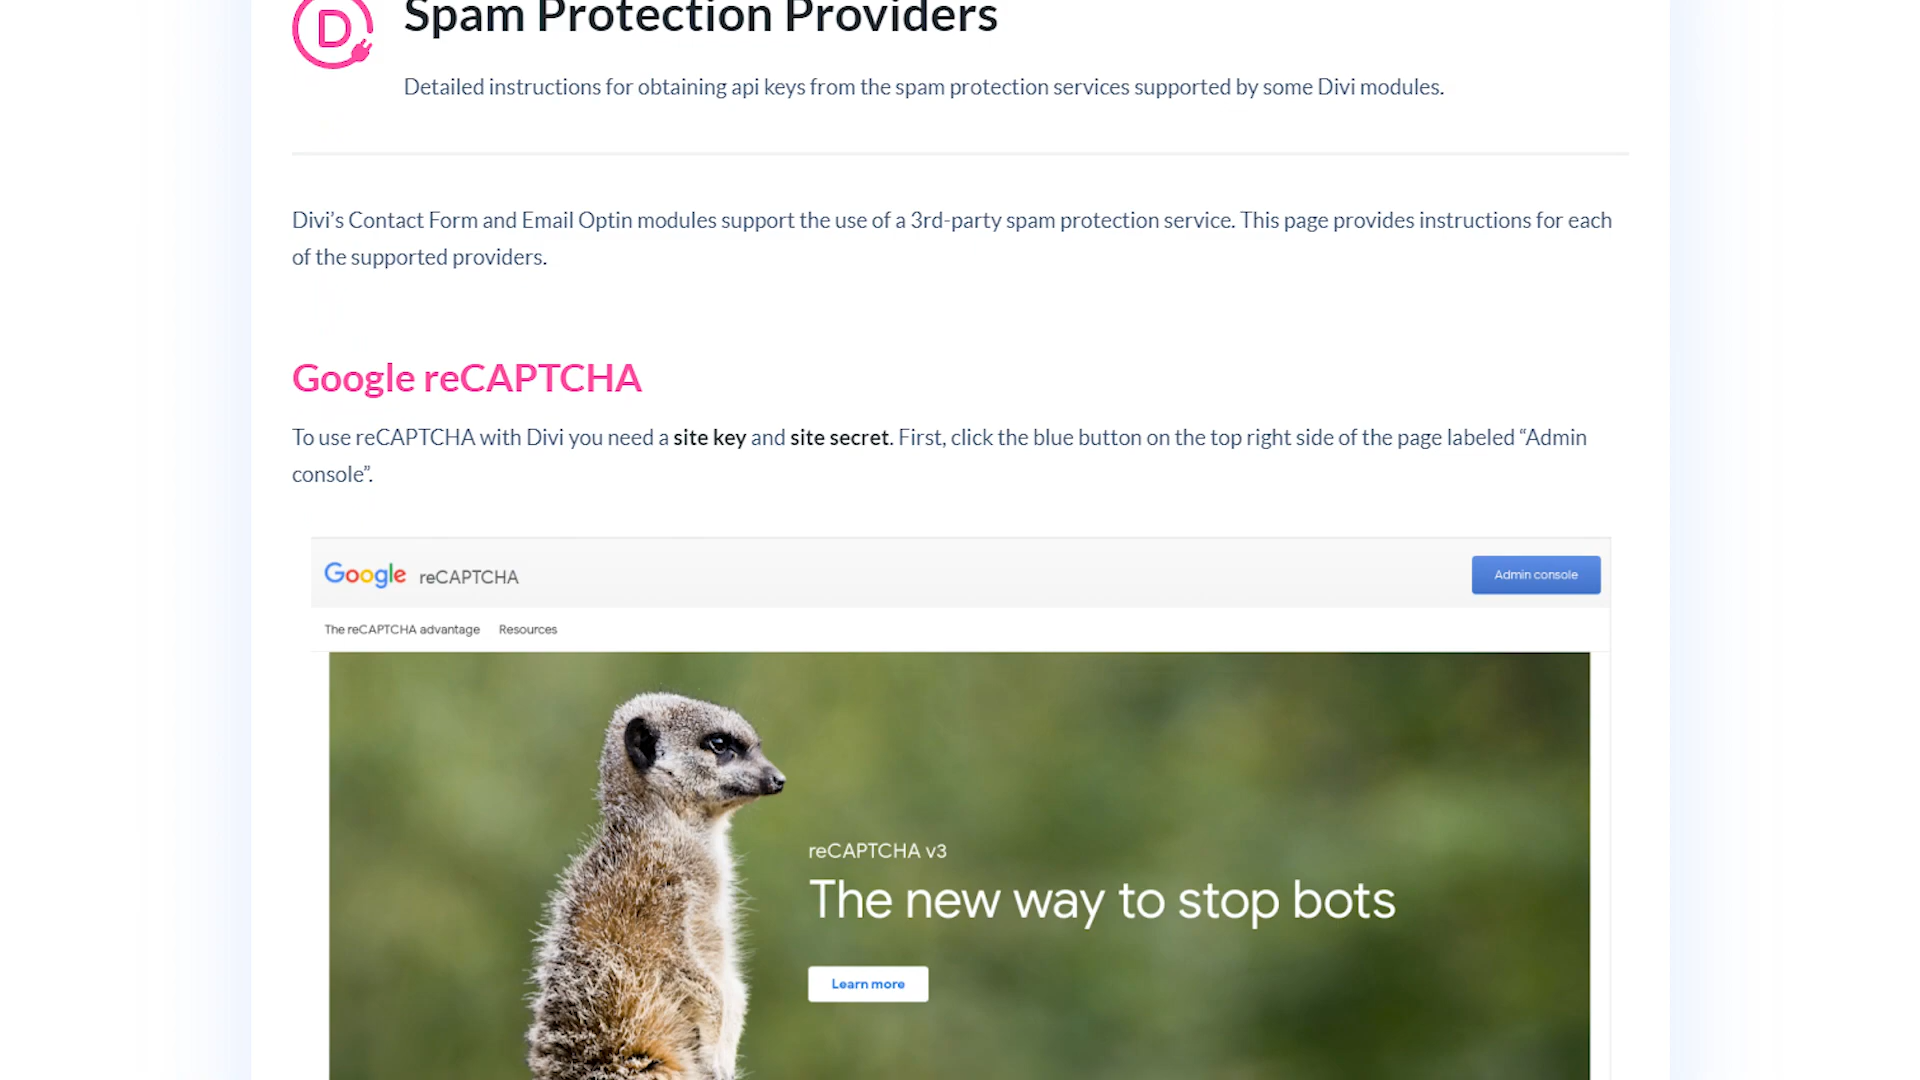 D
Spam Protection Providers
Detailed instructions for obtaining api keys from the spam protection services supported by some Divi modules.
Divi’s Contact Form and Email Optin modules support the use of a 3rd-party spam protection service. This page provides instructions for each
of the supported providers.
Google reCAPTCHA
To use reCAPTCHA with Divi you need a site key and site secret. First, click the blue button on the top right side of the page labeled “Admin
console”.
Google reCAPTCHA
Admin console
The reCAPTCHA advantage Resources
reCAPTCHA v3
The new way to stop bots
Learn more